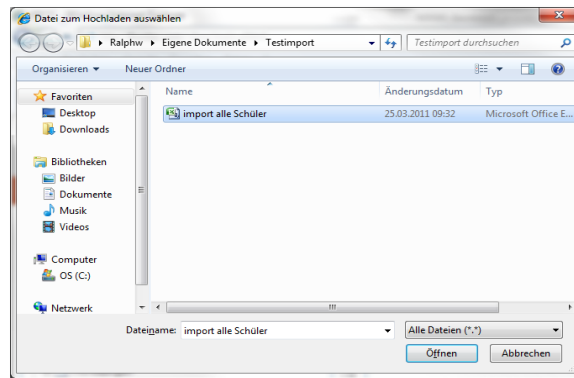 Datei zum Hochladen auswählen
Ralphw Eigene Dokumente Testimport
Testimport durchsuchen
Organisieren Neuer Ordner
Name Änderungsdatum Typ
import alle Schüler 25.03.2011 09:32 Microsoft Office E...
Favoriten
Desktop
Downloads
Bibliotheken
Bilder
Dokumente
Musik
Videos
Computer
OS (C:)
Netzwerk
Dateiname: import alle Schüler Alle Dateien (*.*)
Öffnen Abbrechen